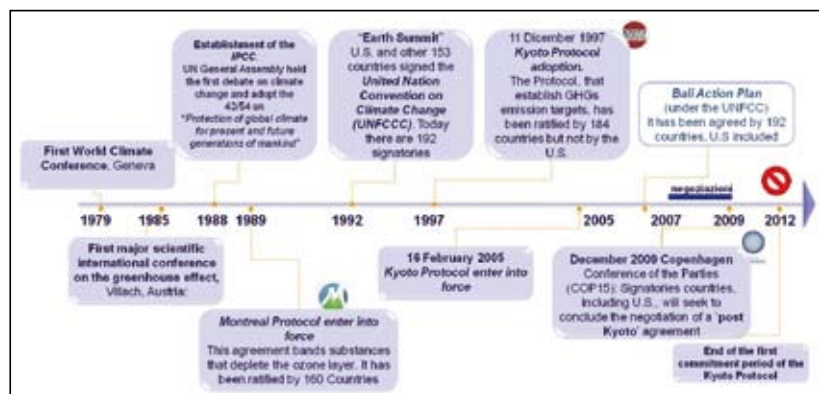 Establishment of the
IPCC.
UN General Assembly held
the first debate on climate
change and adopt the
43/54 on
"Protection of global climate
for present and future
generations of mankind"
"Earth Summit"
U.S. and other 153
countries signed the
United Nation
Convention on
Climate Change
(UNFCCC). Today
there are 192
signatories
11 Dicember 1997
Kyoto Protocol
adoption.
The Protocol, that
establish GHGs
emission targets, has
been ratified by 184
countries but not by the
U.S.
Bali Action Plan
(under the UNFCC)
It has been agreed by 192
countries, U.S included
First World Climate
Conference, Geneva
negoziazioni
1979 1985 1988 1989 1992 1997 2005 2007 2009 2012
First major scientific
international conference
on the greenhouse effect,
Villach, Austria:
16 February 2005
Kyoto Protocol enter into
force
December 2009 Copenhagen
Conference of the Parties
(COP15): Signatories countries,
including U.S., will seek to
conclude the negotiation of a 'post
Kyoto' agreement
Montreal Protocol enter into
force
This agreement bands substances
that deplete the ozone layer. It has
been ratified by 160 Countries
End of the first
commitment period of the
Kyoto Protocol